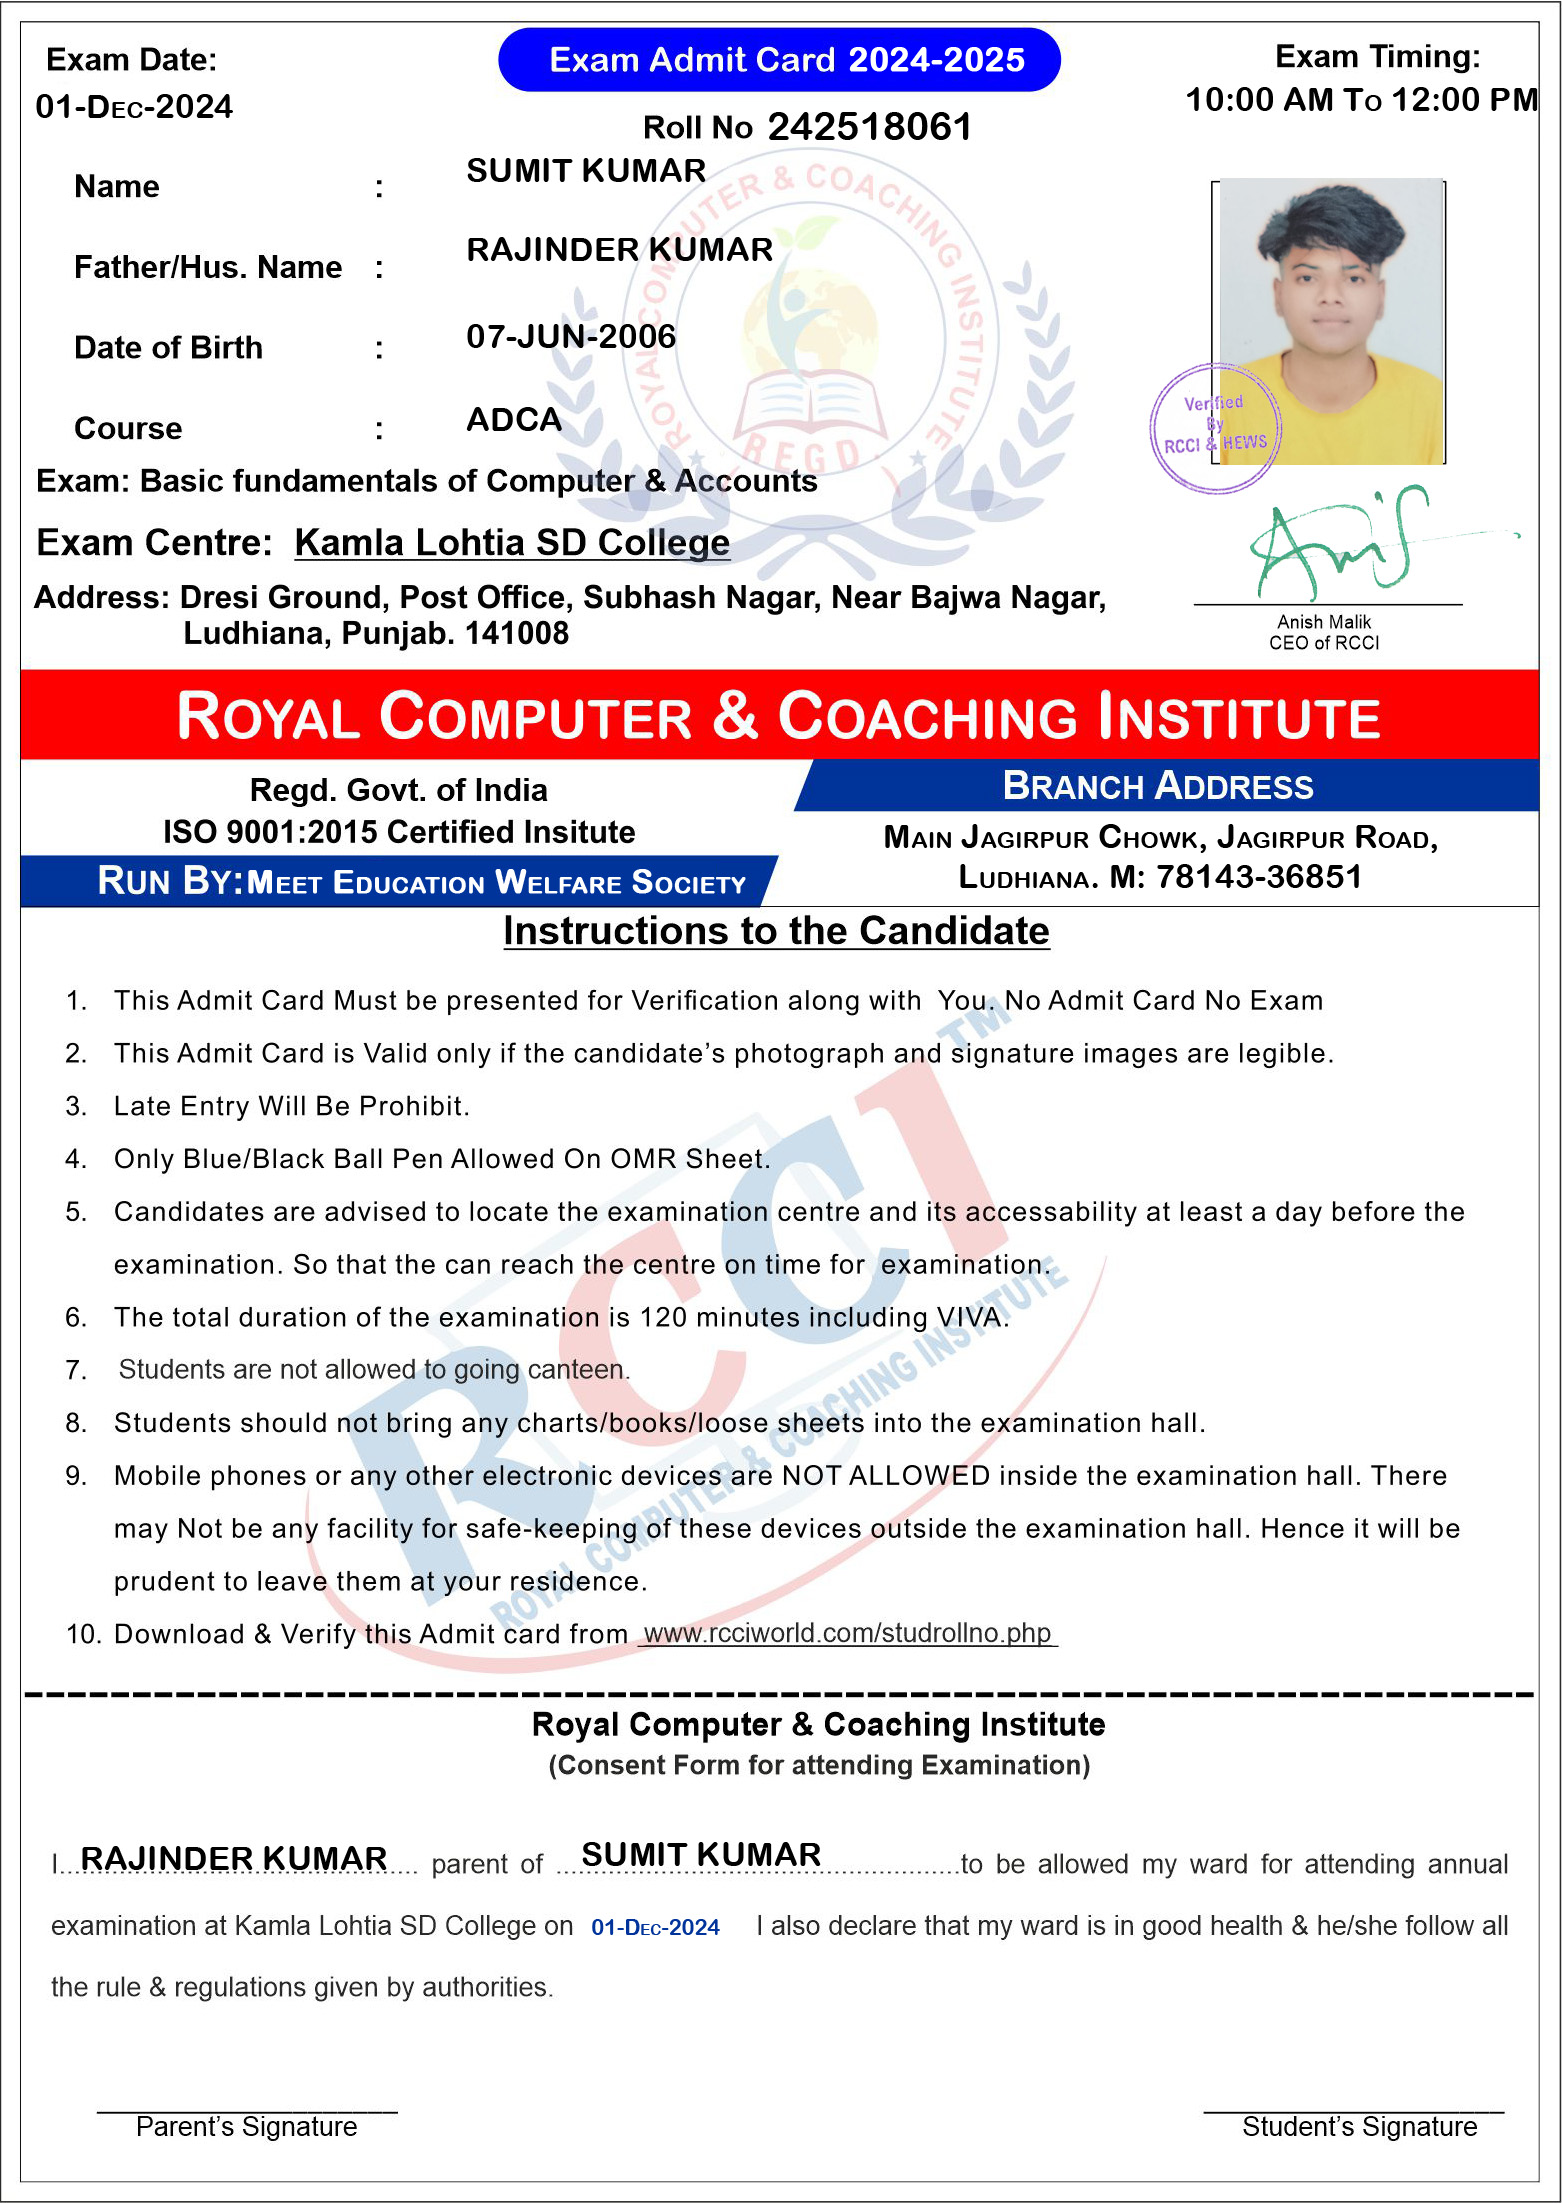 Exam Date:
01-Dec-2024
Exam Admit Card 2024-2025
Roll No 242518061
Exam Timing:
10:00 AM To 12:00 PM
Name : SUMIT KUMAR
Father/Hus. Name : RAJINDER KUMAR
Date of Birth : 07-JUN-2006
Course : ADCA
ROYAL COMPUTER & COACHING INSTITUTE
REGD.
Verified
By
RCCI & HEWS
Exam: Basic fundamentals of Computer & Accounts
Exam Centre: Kamla Lohtia SD College
Address: Dresi Ground, Post Office, Subhash Nagar, Near Bajwa Nagar,
Ludhiana, Punjab. 141008
Anish Malik
CEO of RCCI
Royal Computer & Coaching Institute
Regd. Govt. of India
ISO 9001:2015 Certified Insitute
Run By:Meet Education Welfare Society
Branch Address
Main Jagirpur Chowk, Jagirpur Road,
Ludhiana. M: 78143-36851
Instructions to the Candidate
1. This Admit Card Must be presented for Verification along with You. No Admit Card No Exam
2. This Admit Card is Valid only if the candidate’s photograph and signature images are legible.
3. Late Entry Will Be Prohibit.
4. Only Blue/Black Ball Pen Allowed On OMR Sheet.
5. Candidates are advised to locate the examination centre and its accessability at least a day before the
examination. So that the can reach the centre on time for examination.
6. The total duration of the examination is 120 minutes including VIVA.
7. Students are not allowed to going canteen.
8. Students should not bring any charts/books/loose sheets into the examination hall.
9. Mobile phones or any other electronic devices are NOT ALLOWED inside the examination hall. There
may Not be any facility for safe-keeping of these devices outside the examination hall. Hence it will be
prudent to leave them at your residence.
10. Download & Verify this Admit card from www.rcciworld.com/studrollno.php
RCCI TM
ROYAL COMPUTER & COACHING INSTITUTE
Royal Computer & Coaching Institute
(Consent Form for attending Examination)
I...RAJINDER KUMAR.... parent of ...SUMIT KUMAR...................to be allowed my ward for attending annual
examination at Kamla Lohtia SD College on 01-Dec-2024 I also declare that my ward is in good health & he/she follow all
the rule & regulations given by authorities.
Parent’s Signature
Student’s Signature